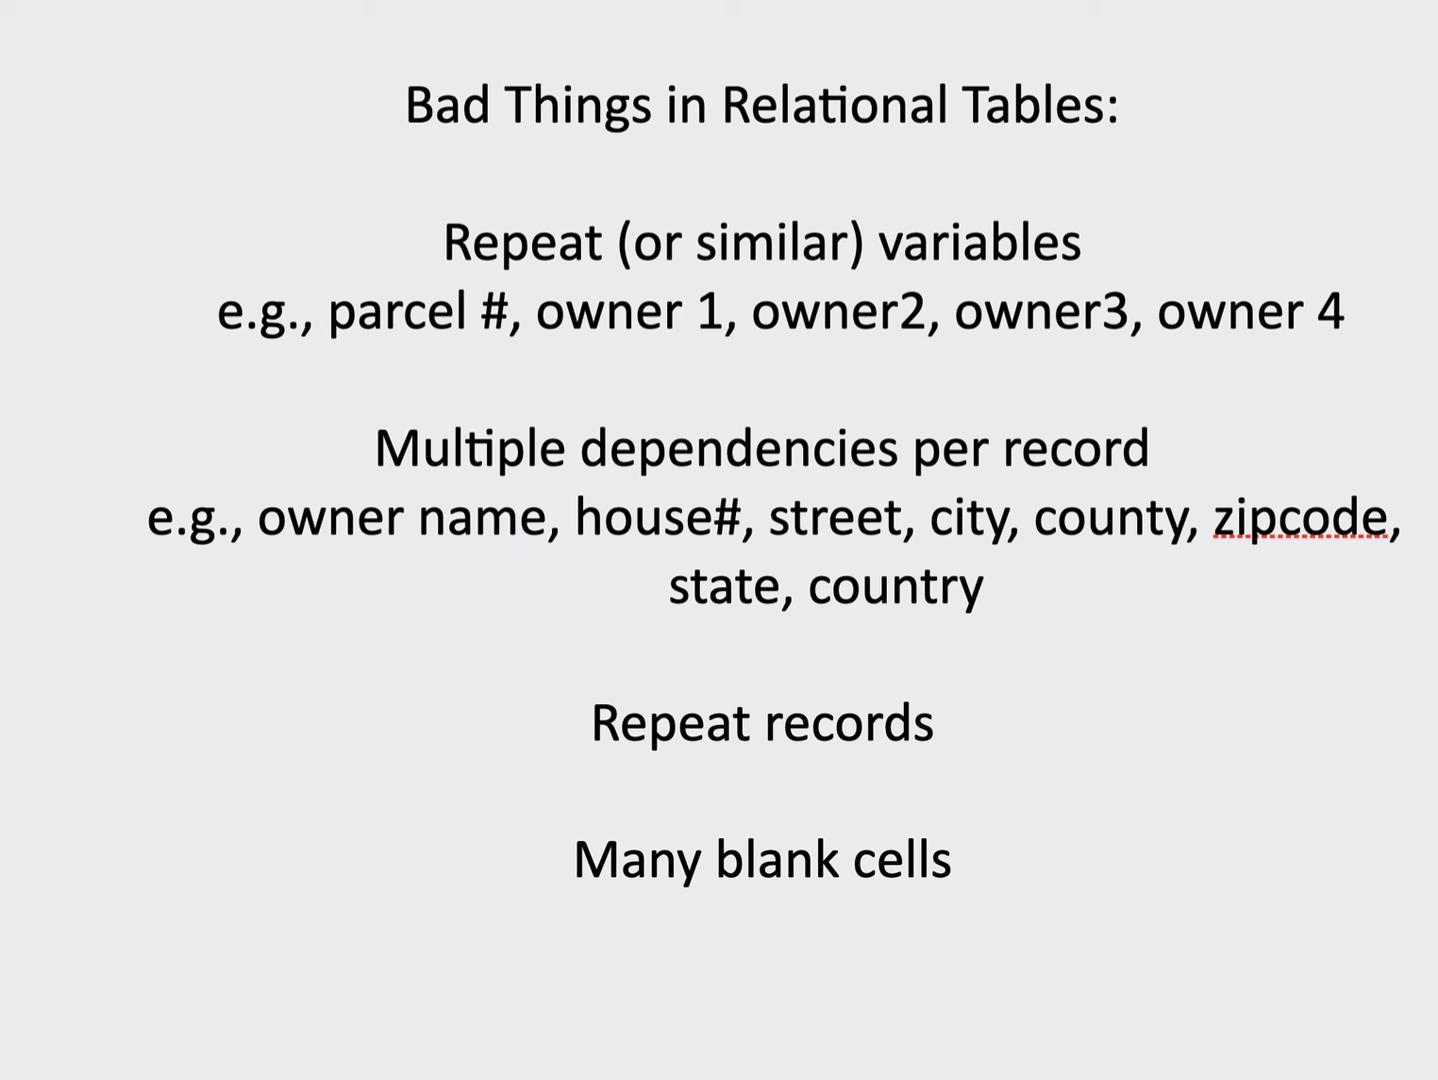 Bad Things in Relational Tables:
Repeat (or similar) variables
e.g., parcel #, owner 1, owner2, owner3, owner 4
Multiple dependencies per record
e.g., owner name, house#, street, city, county, zipcode,
state, country
Repeat records
Many blank cells